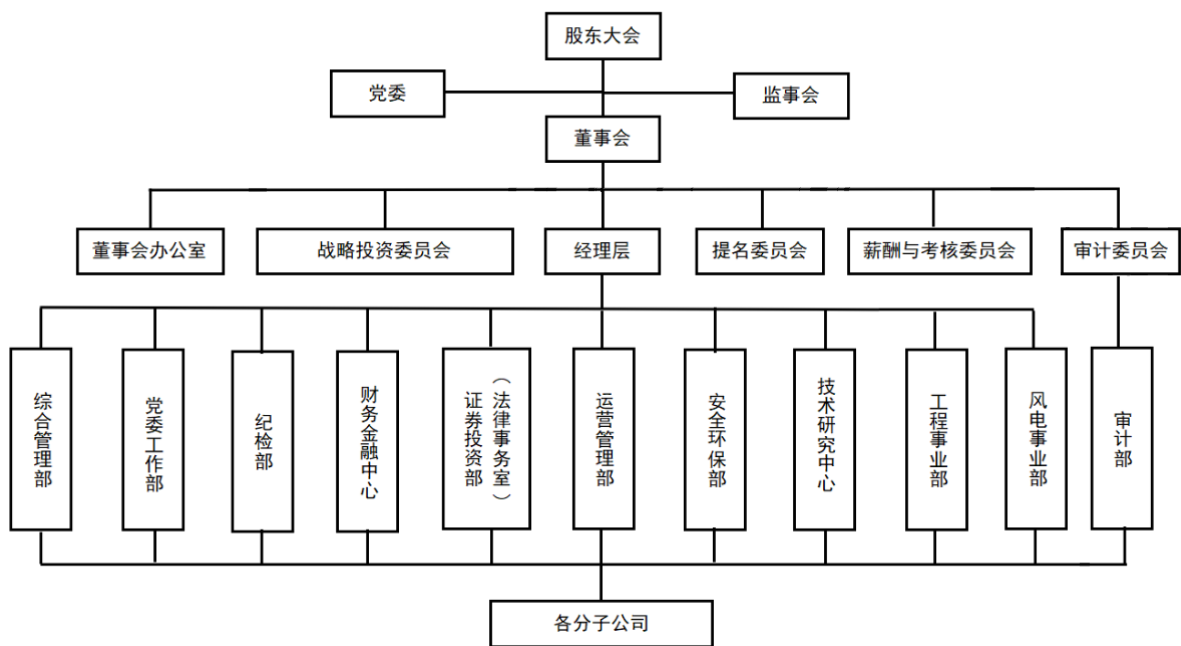 股东大会
党委
监事会
董事会
董事会办公室
战略投资委员会
经理层
提名委员会
薪酬与考核委员会
审计委员会
综合管理部
党委工作部
纪检部
财务金融中心
证券投资部
（法律事务室）
运营管理部
安全环保部
技术研究中心
工程事业部
风电事业部
审计部
各分子公司